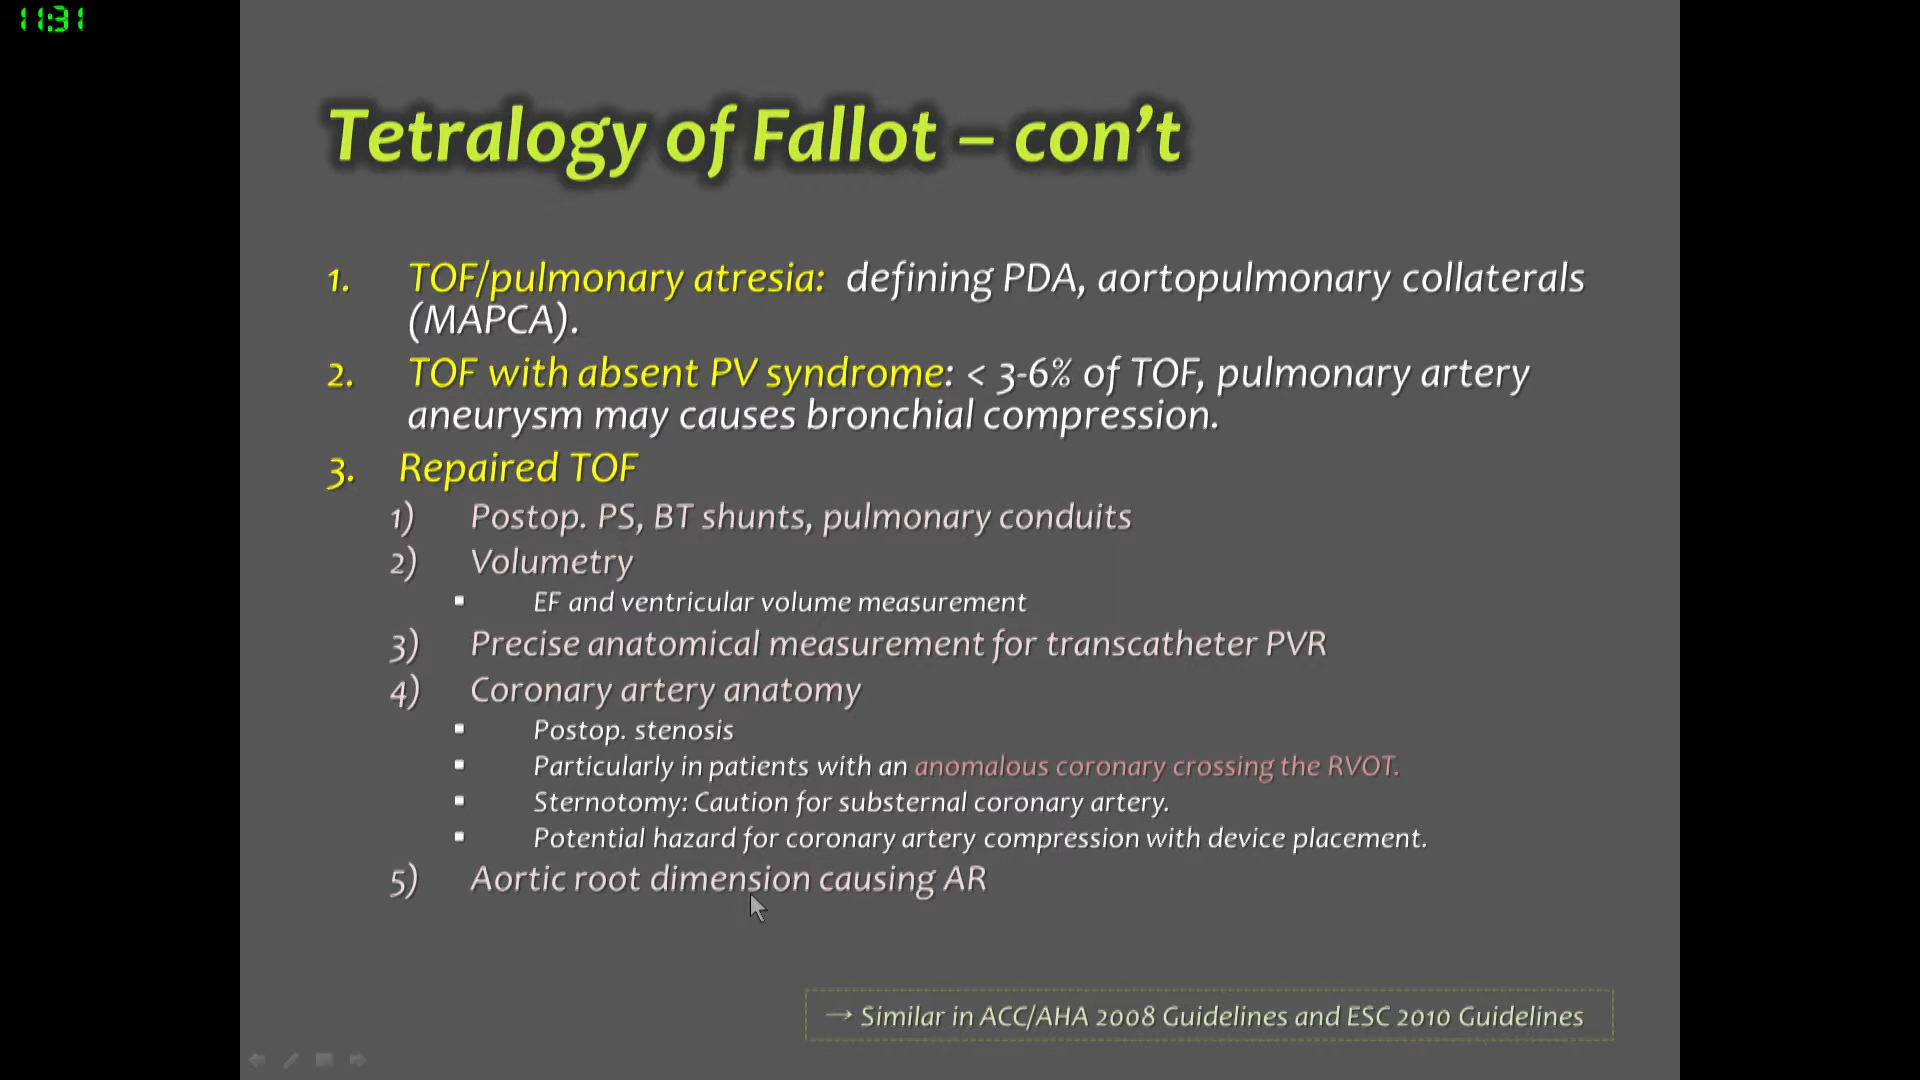 11:31
Tetralogy of Fallot – con’t
1. TOF/pulmonary atresia: defining PDA, aortopulmonary collaterals
(MAPCA).
2. TOF with absent PV syndrome: < 3-6% of TOF, pulmonary artery
aneurysm may causes bronchial compression.
3. Repaired TOF
1) Postop. PS, BT shunts, pulmonary conduits
2) Volumetry
▪ EF and ventricular volume measurement
3) Precise anatomical measurement for transcatheter PVR
4) Coronary artery anatomy
▪ Postop. stenosis
▪ Particularly in patients with an anomalous coronary crossing the RVOT.
▪ Sternotomy: Caution for substernal coronary artery.
▪ Potential hazard for coronary artery compression with device placement.
5) Aortic root dimension causing AR
→ Similar in ACC/AHA 2008 Guidelines and ESC 2010 Guidelines